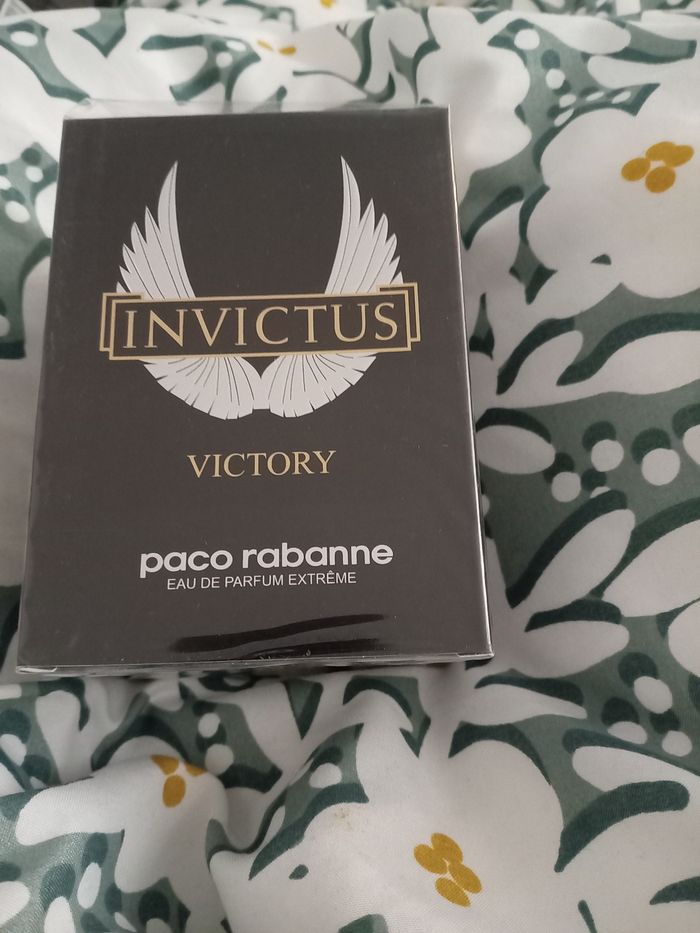 INVICTUS
VICTORY
paco rabanne
EAU DE PARFUM EXTRÊME